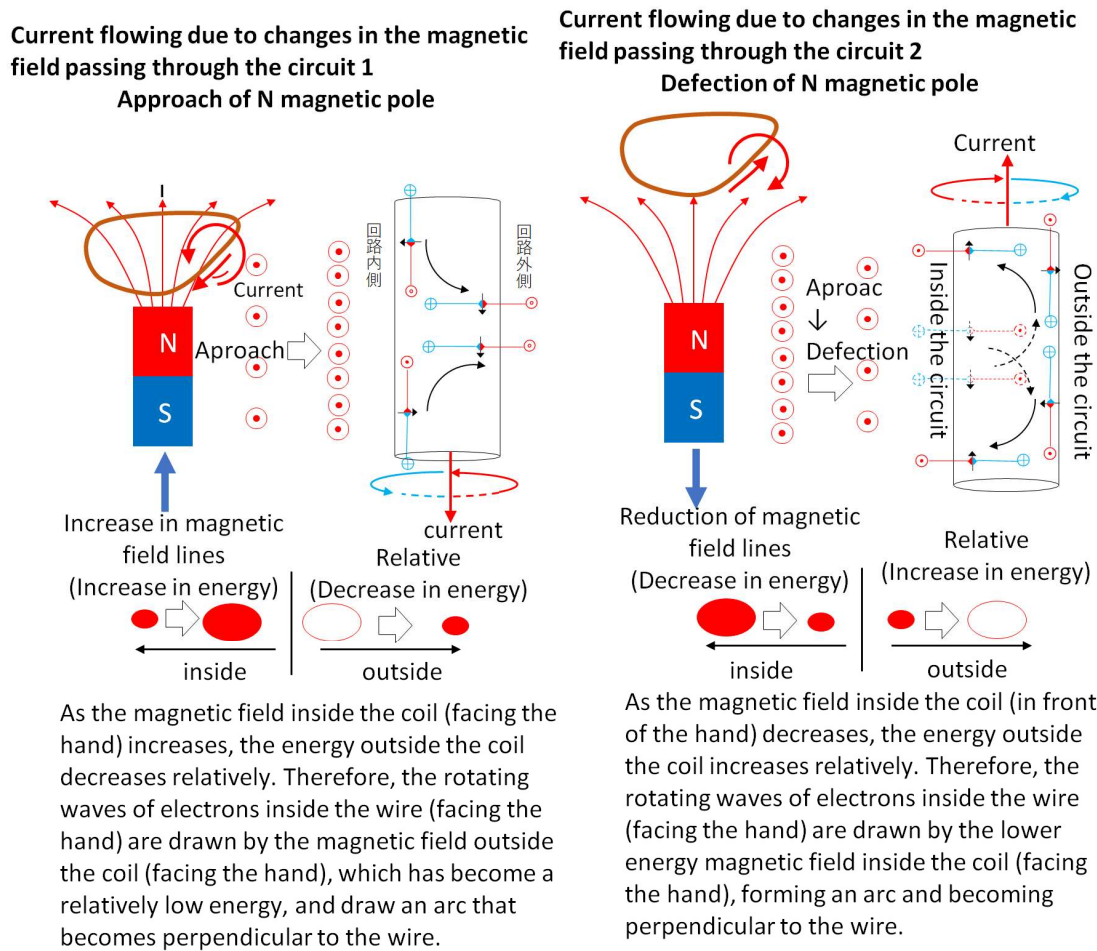 Current flowing due to changes in the magnetic
field passing through the circuit 1
Approach of N magnetic pole
I
回路内側
回路外側
Current
Aproach
N
S
current
Increase in magnetic
field lines
(Increase in energy)
Relative
(Decrease in energy)
inside
outside
As the magnetic field inside the coil (facing the
hand) increases, the energy outside the coil
decreases relatively. Therefore, the rotating
waves of electrons inside the wire (facing the
hand) are drawn by the magnetic field outside
the coil (facing the hand), which has become a
relatively low energy, and draw an arc that
becomes perpendicular to the wire.
Current flowing due to changes in the magnetic
field passing through the circuit 2
Defection of N magnetic pole
Current
Aproac
↓
Defection
Inside the circuit
Outside the circuit
N
S
Reduction of magnetic
field lines
(Decrease in energy)
Relative
(Increase in energy)
inside
outside
As the magnetic field inside the coil (in front
of the hand) decreases, the energy outside
the coil increases relatively. Therefore, the
rotating waves of electrons inside the wire
(facing the hand) are drawn by the lower
energy magnetic field inside the coil (facing
the hand), forming an arc and becoming
perpendicular to the wire.